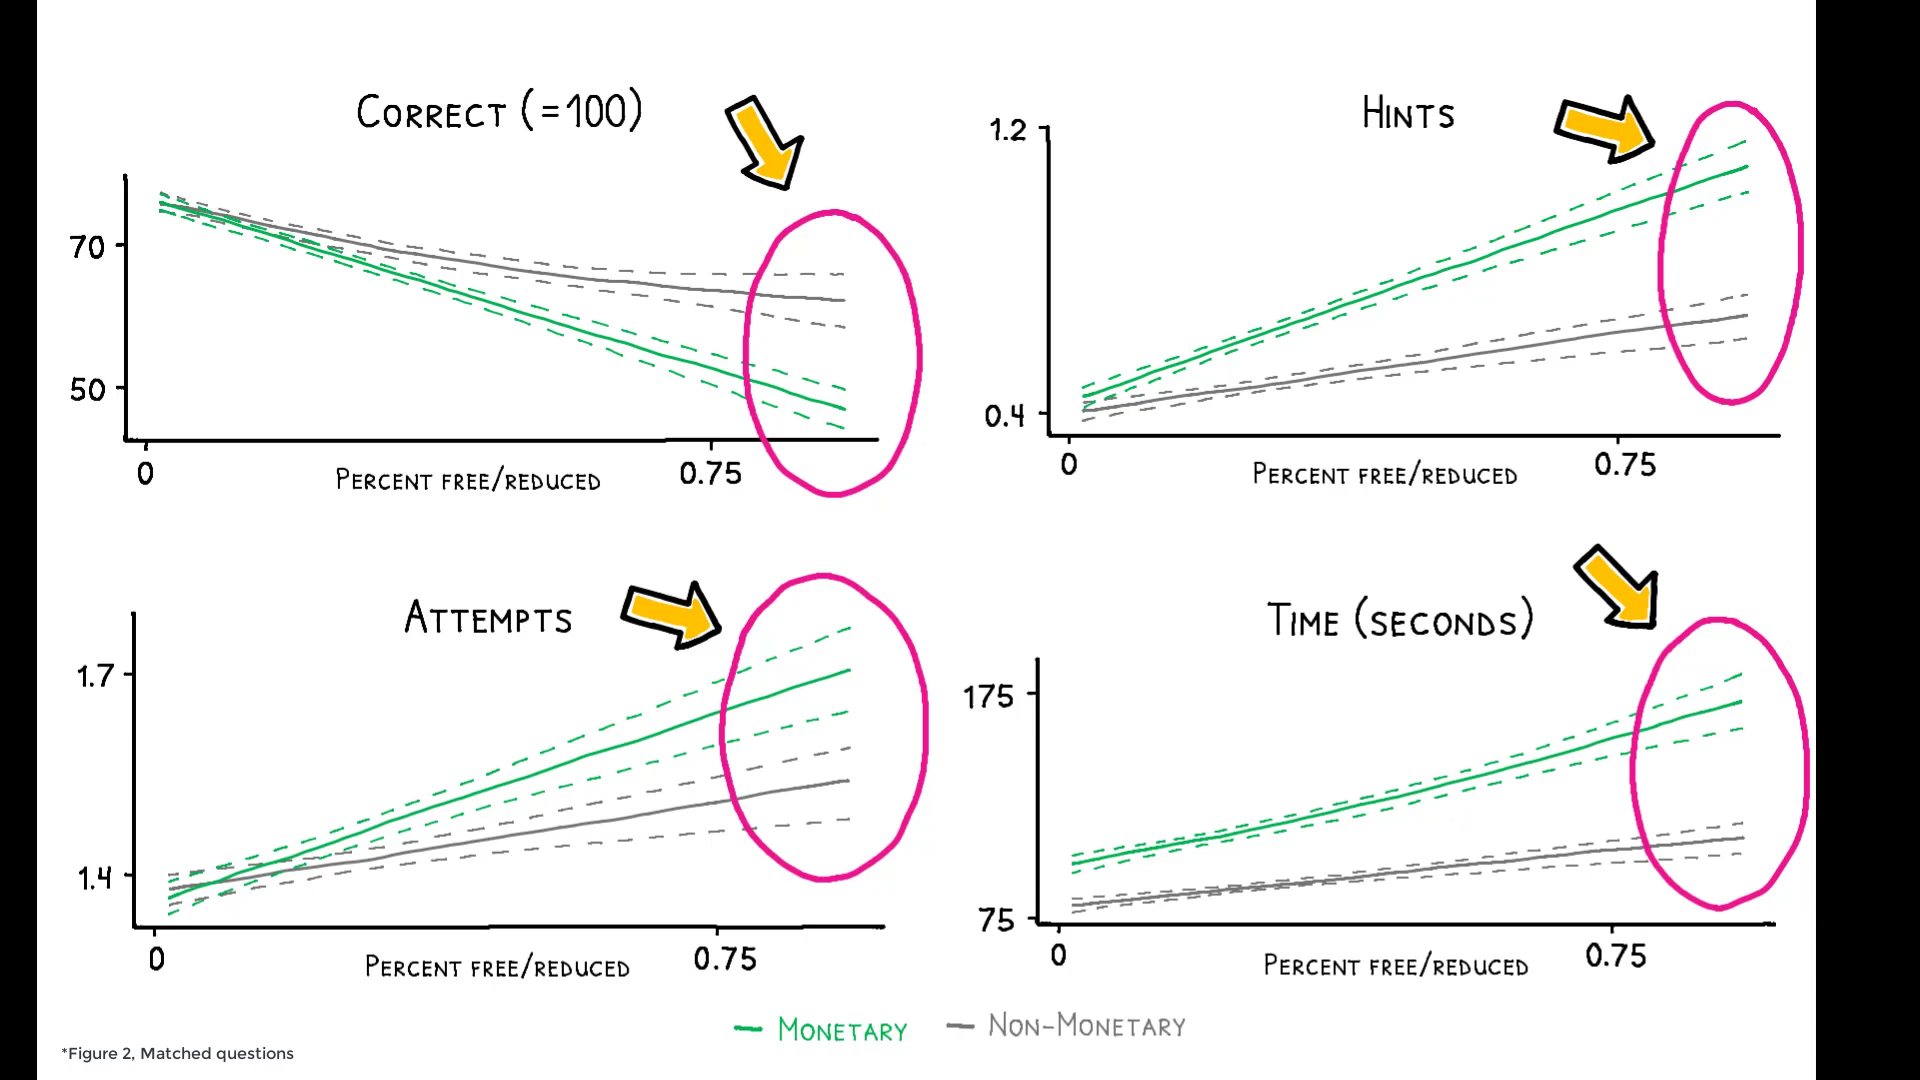 CORRECT (=100)
70
50
0
0.75
PERCENT FREE/REDUCED
HINTS
1.2
0.4
0
0.75
PERCENT FREE/REDUCED
ATTEMPTS
1.7
1.4
0
0.75
PERCENT FREE/REDUCED
TIME (SECONDS)
175
75
0
0.75
PERCENT FREE/REDUCED
MONETARY
NON-MONETARY
*Figure 2, Matched questions